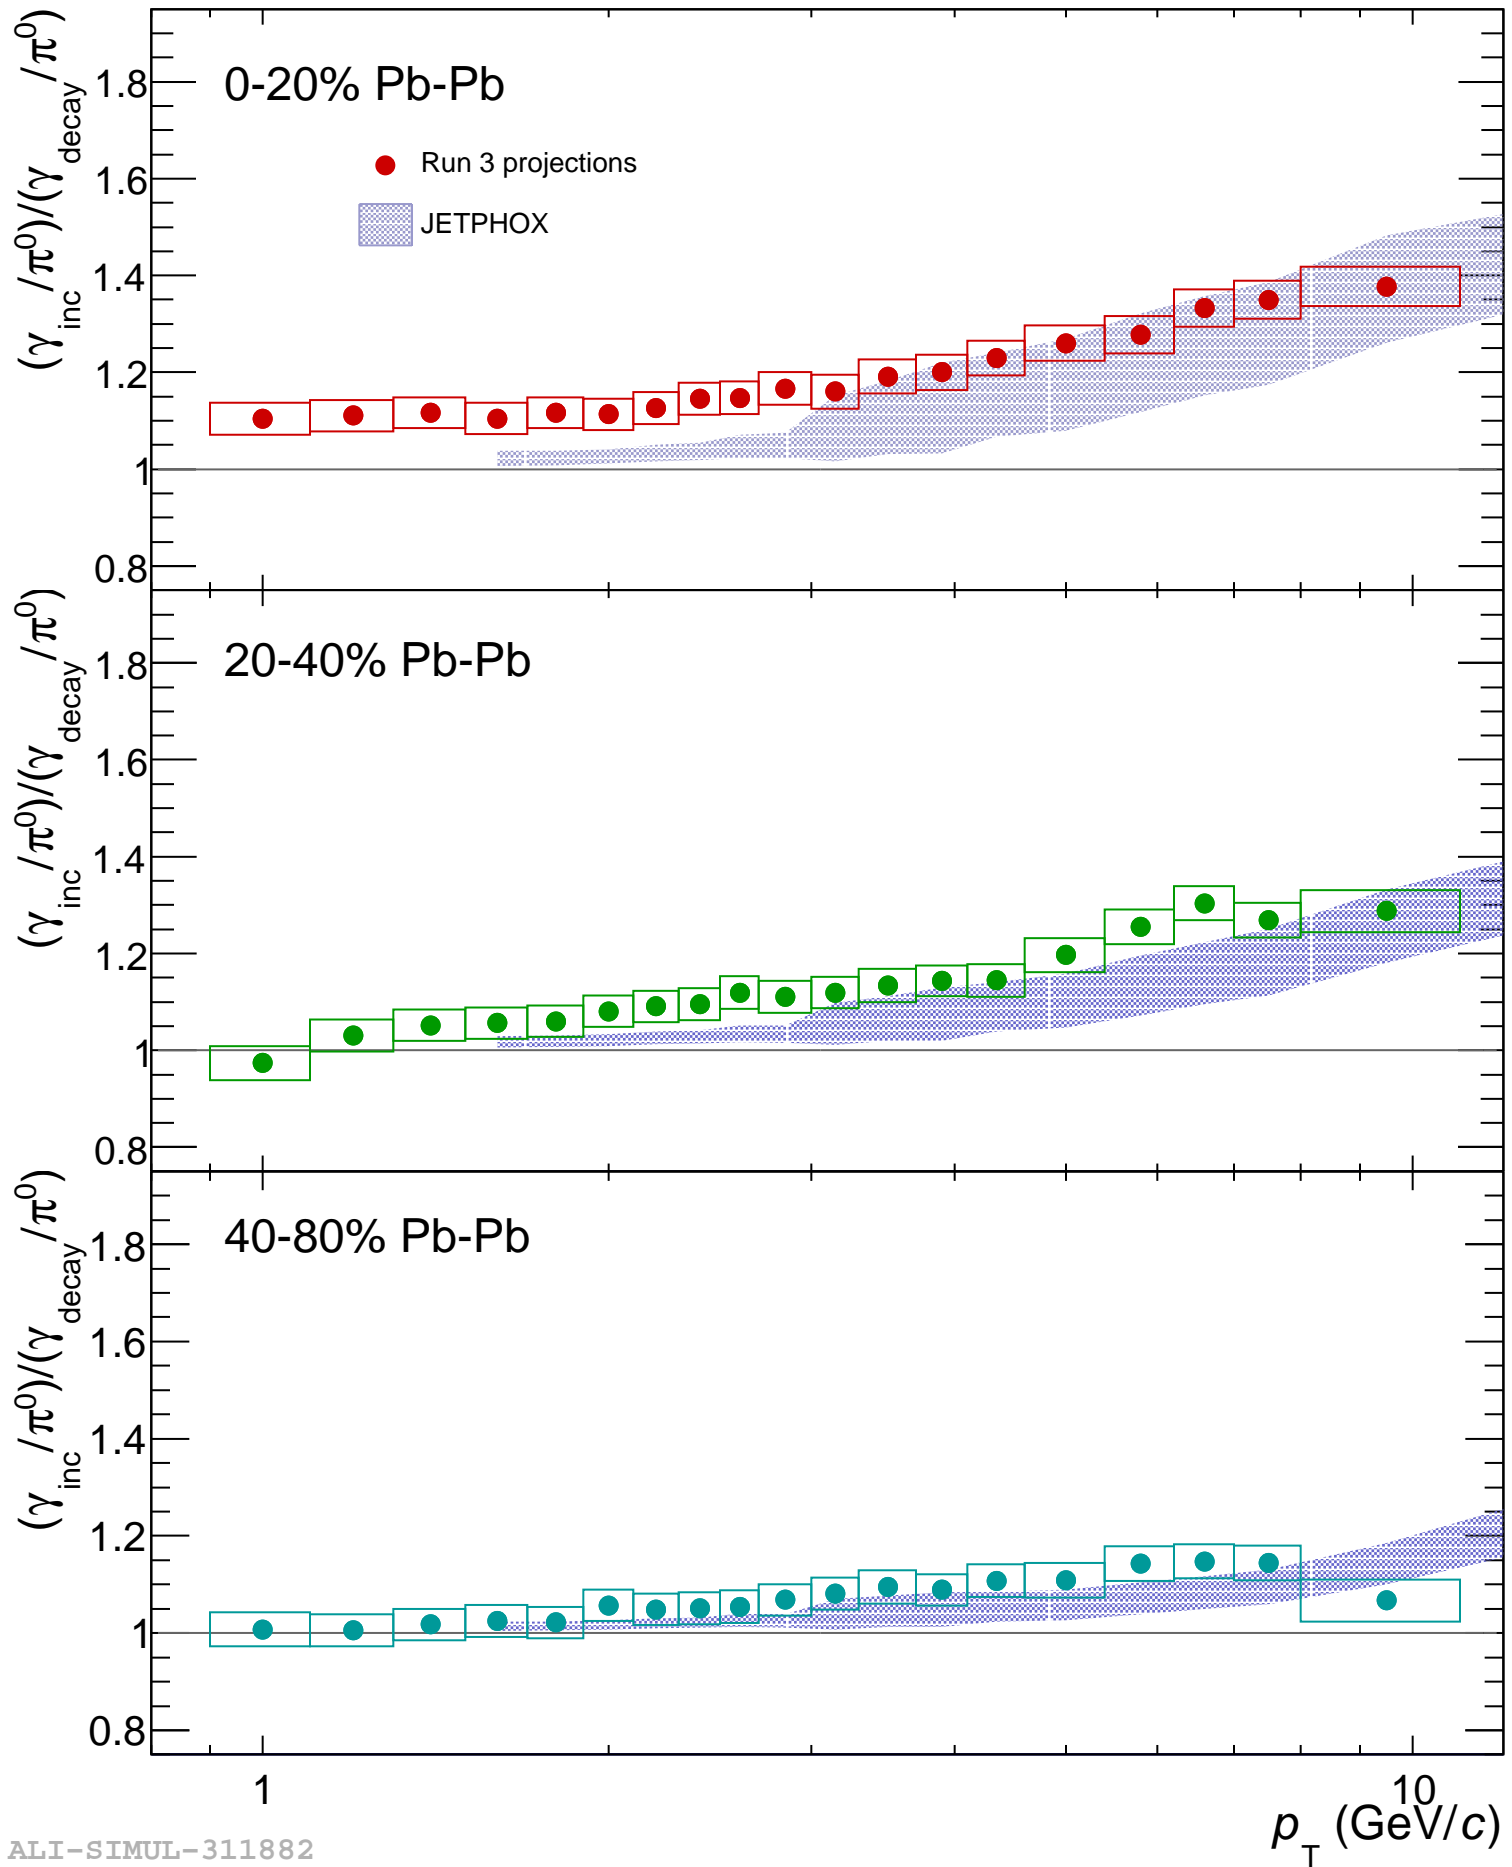 (γinc/π⁰)/(γdecay/π⁰)
0-20% Pb-Pb
Run 3 projections
JETPHOX
1.8
1.6
1.4
1.2
1
0.8
(γinc/π⁰)/(γdecay/π⁰)
20-40% Pb-Pb
1.8
1.6
1.4
1.2
1
0.8
(γinc/π⁰)/(γdecay/π⁰)
40-80% Pb-Pb
1.8
1.6
1.4
1.2
1
0.8
1 10
pT (GeV/c)
ALI-SIMUL-311882